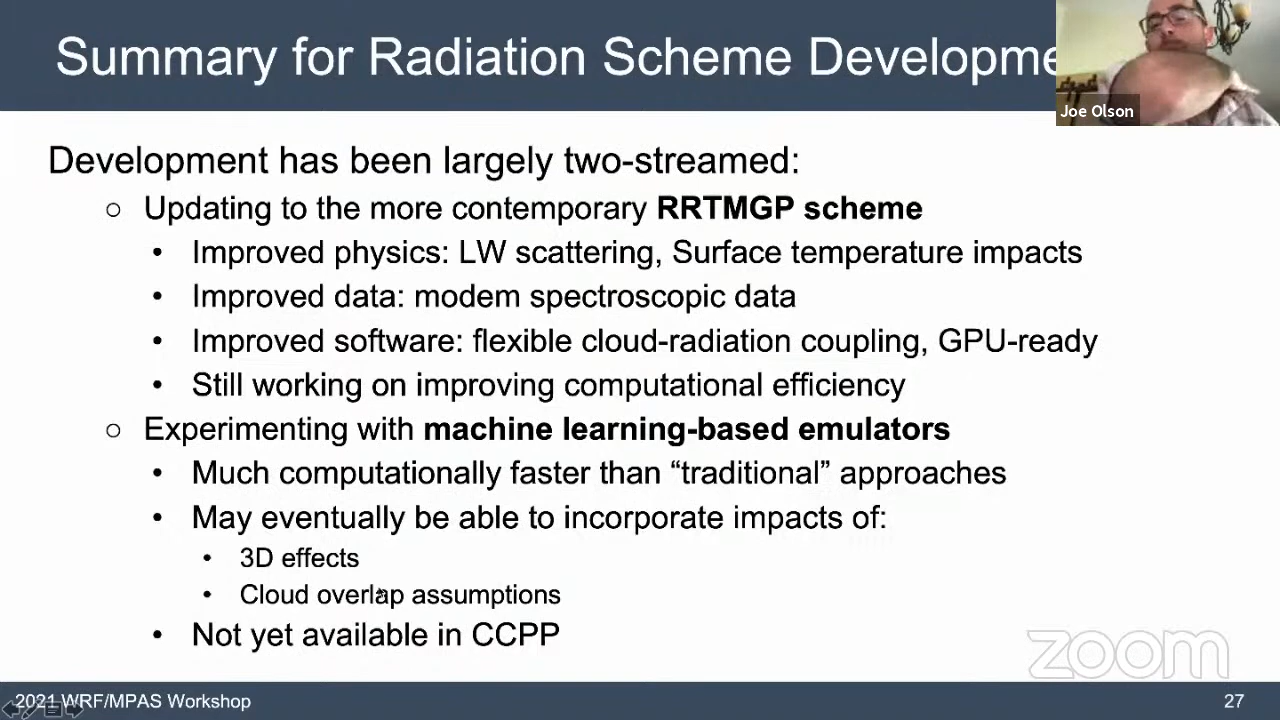 Summary for Radiation Scheme Developme
Joe Olson
Development has been largely two-streamed:
○ Updating to the more contemporary RRTMGP scheme
• Improved physics: LW scattering, Surface temperature impacts
• Improved data: modem spectroscopic data
• Improved software: flexible cloud-radiation coupling, GPU-ready
• Still working on improving computational efficiency
○ Experimenting with machine learning-based emulators
• Much computationally faster than “traditional” approaches
• May eventually be able to incorporate impacts of:
• 3D effects
• Cloud overlap assumptions
• Not yet available in CCPP
zoom
2021 WRF/MPAS Workshop
27